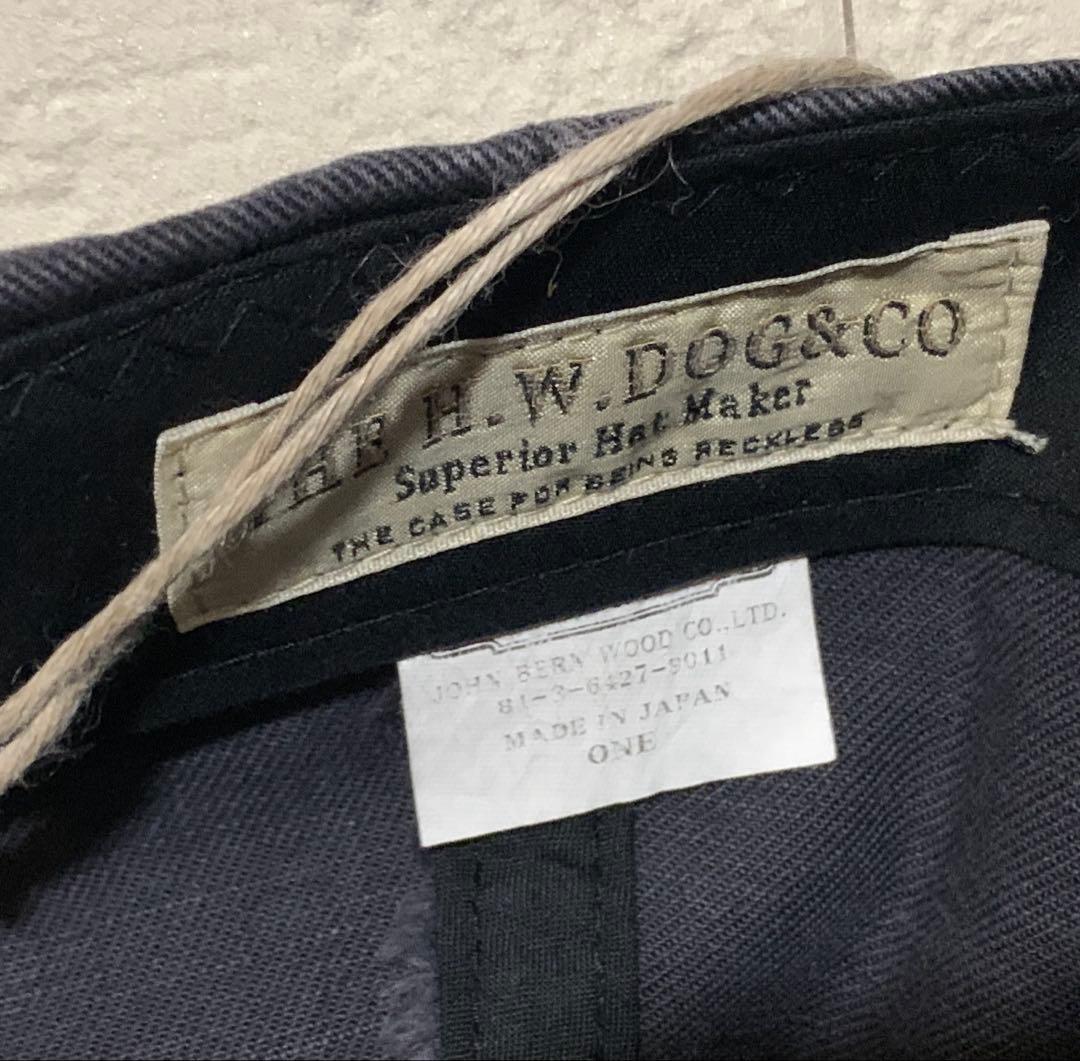 THE H.W.DOG&CO
Superior Hat Maker
THE CASE FOR BEING RECKLESS
JOHN BERN WOOD CO.,LTD.
81-3-6427-9011
MADE IN JAPAN
ONE